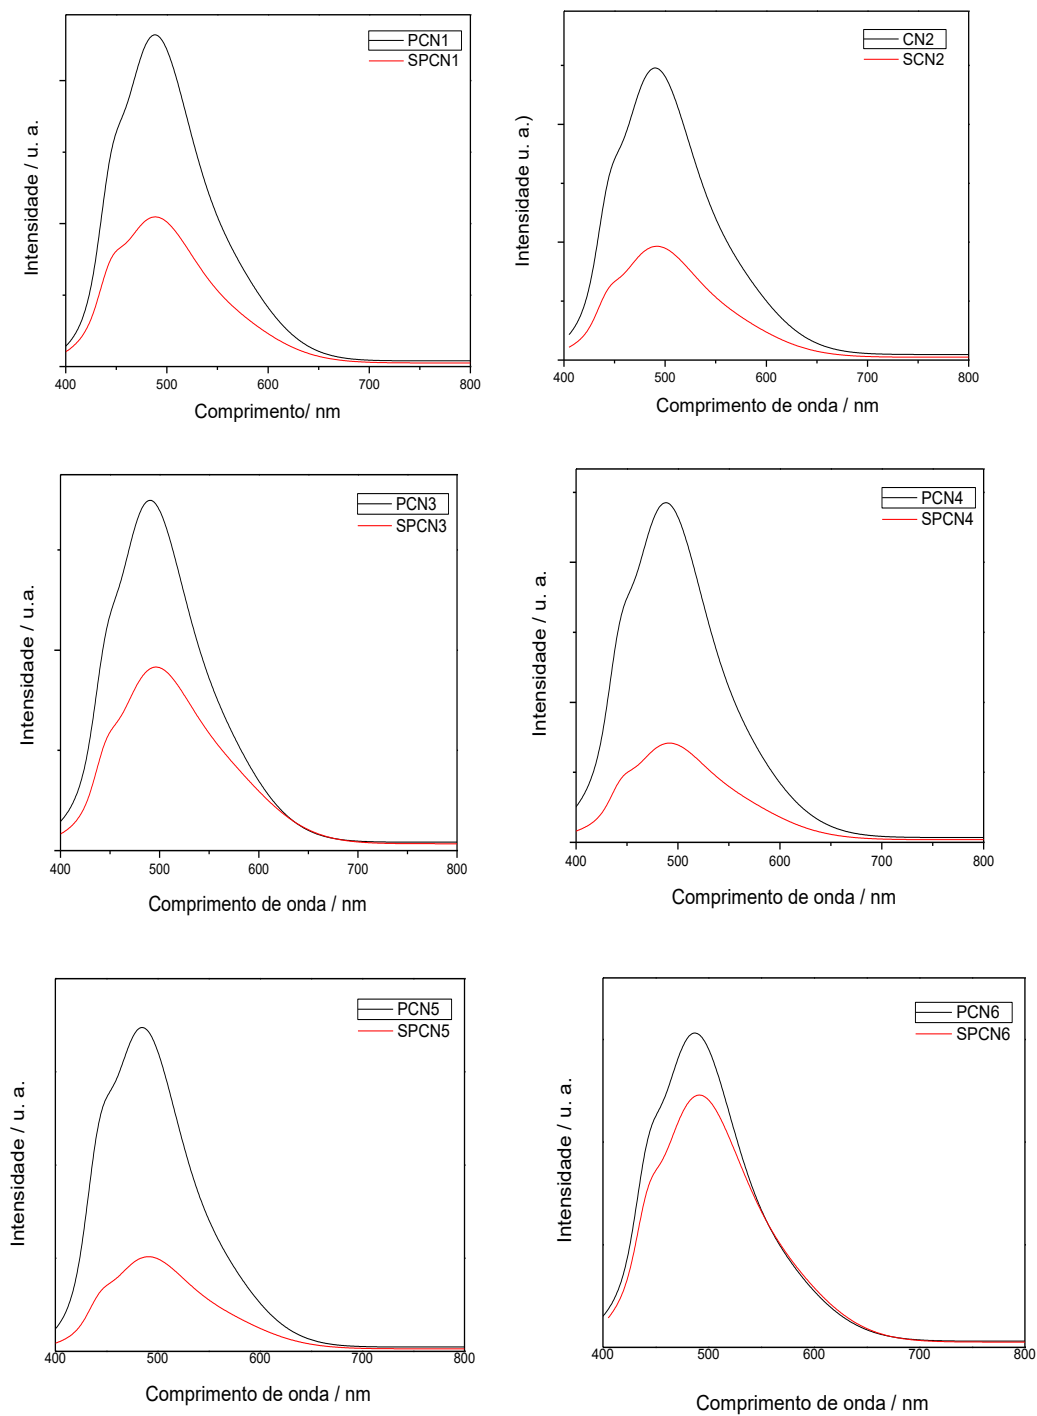 PCN1
SPCN1
Intensidade / u. a.
400 500 600 700 800
Comprimento/ nm
CN2
SCN2
Intensidade u. a.)
400 500 600 700 800
Comprimento de onda / nm
PCN3
SPCN3
Intensidade / u.a.
400 500 600 700 800
Comprimento de onda / nm
PCN4
SPCN4
Intensidade / u. a.
400 500 600 700 800
Comprimento de onda / nm
PCN5
SPCN5
Intensidade / u. a.
400 500 600 700 800
Comprimento de onda / nm
PCN6
SPCN6
Intensidade / u. a.
400 500 600 700 800
Comprimento de onda / nm